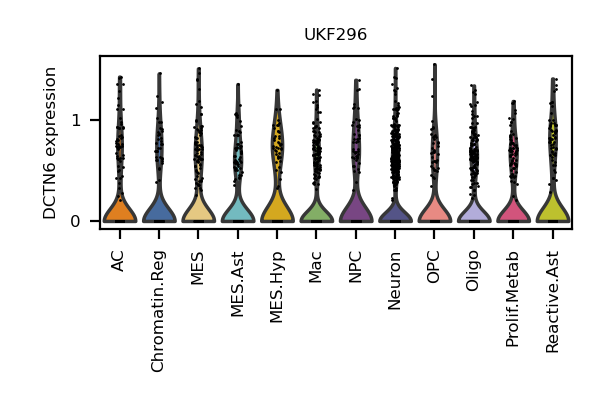 UKF296
DCTN6 expression
1
0
AC
Chromatin.Reg
MES
MES.Ast
MES.Hyp
Mac
NPC
Neuron
OPC
Oligo
Prolif.Metab
Reactive.Ast